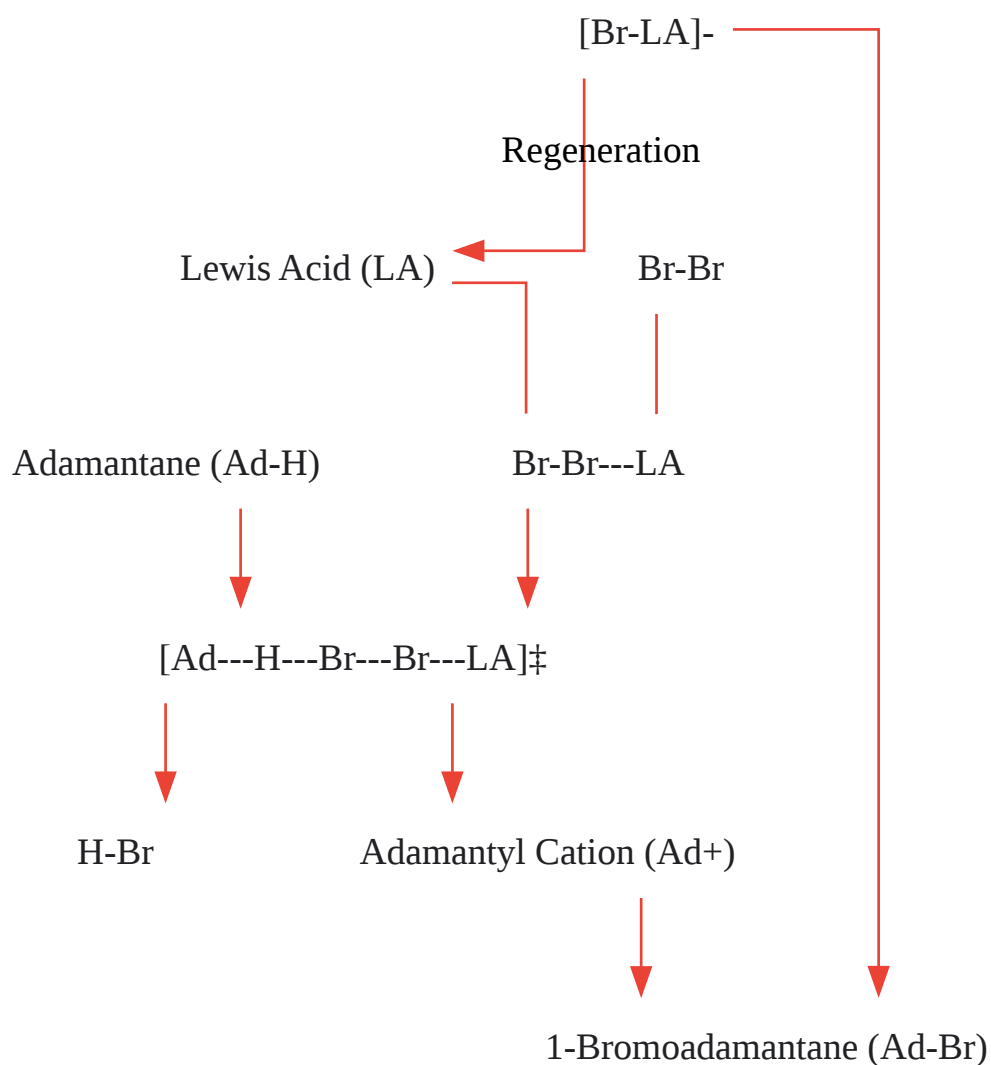 [Br-LA]-
Regeneration
Lewis Acid (LA)
Br-Br
Adamantane (Ad-H)
Br-Br---LA
[Ad---H---Br---Br---LA]‡
H-Br
Adamantyl Cation (Ad+)
1-Bromoadamantane (Ad-Br)